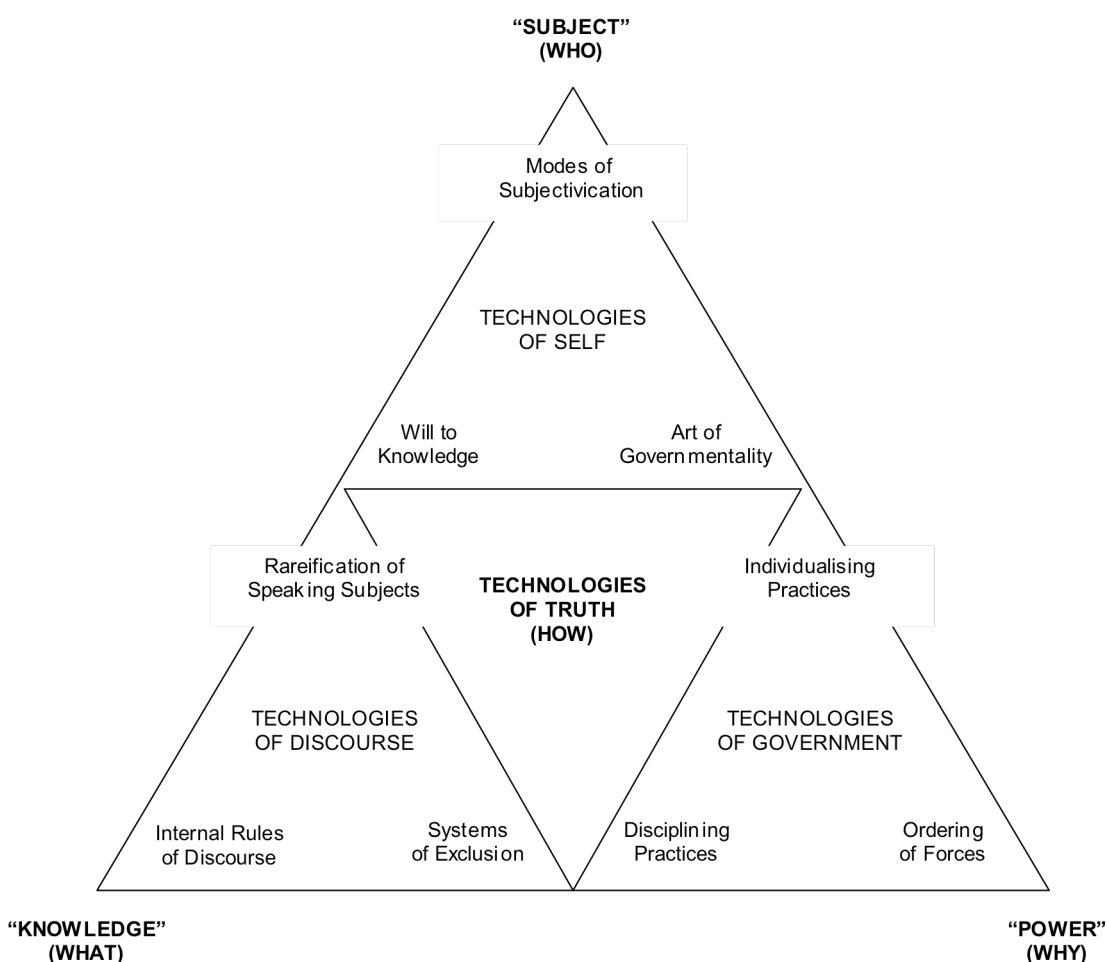 “SUBJECT”
(WHO)
Modes of
Subjectivication
TECHNOLOGIES
OF SELF
Will to
Knowledge
Art of
Governmentality
Rareification of
Speaking Subjects
TECHNOLOGIES
OF TRUTH
(HOW)
Individualising
Practices
TECHNOLOGIES
OF DISCOURSE
TECHNOLOGIES
OF GOVERNMENT
Internal Rules
of Discourse
Systems
of Exclusion
Disciplining
Practices
Ordering
of Forces
“KNOWLEDGE”
(WHAT)
“POWER”
(WHY)